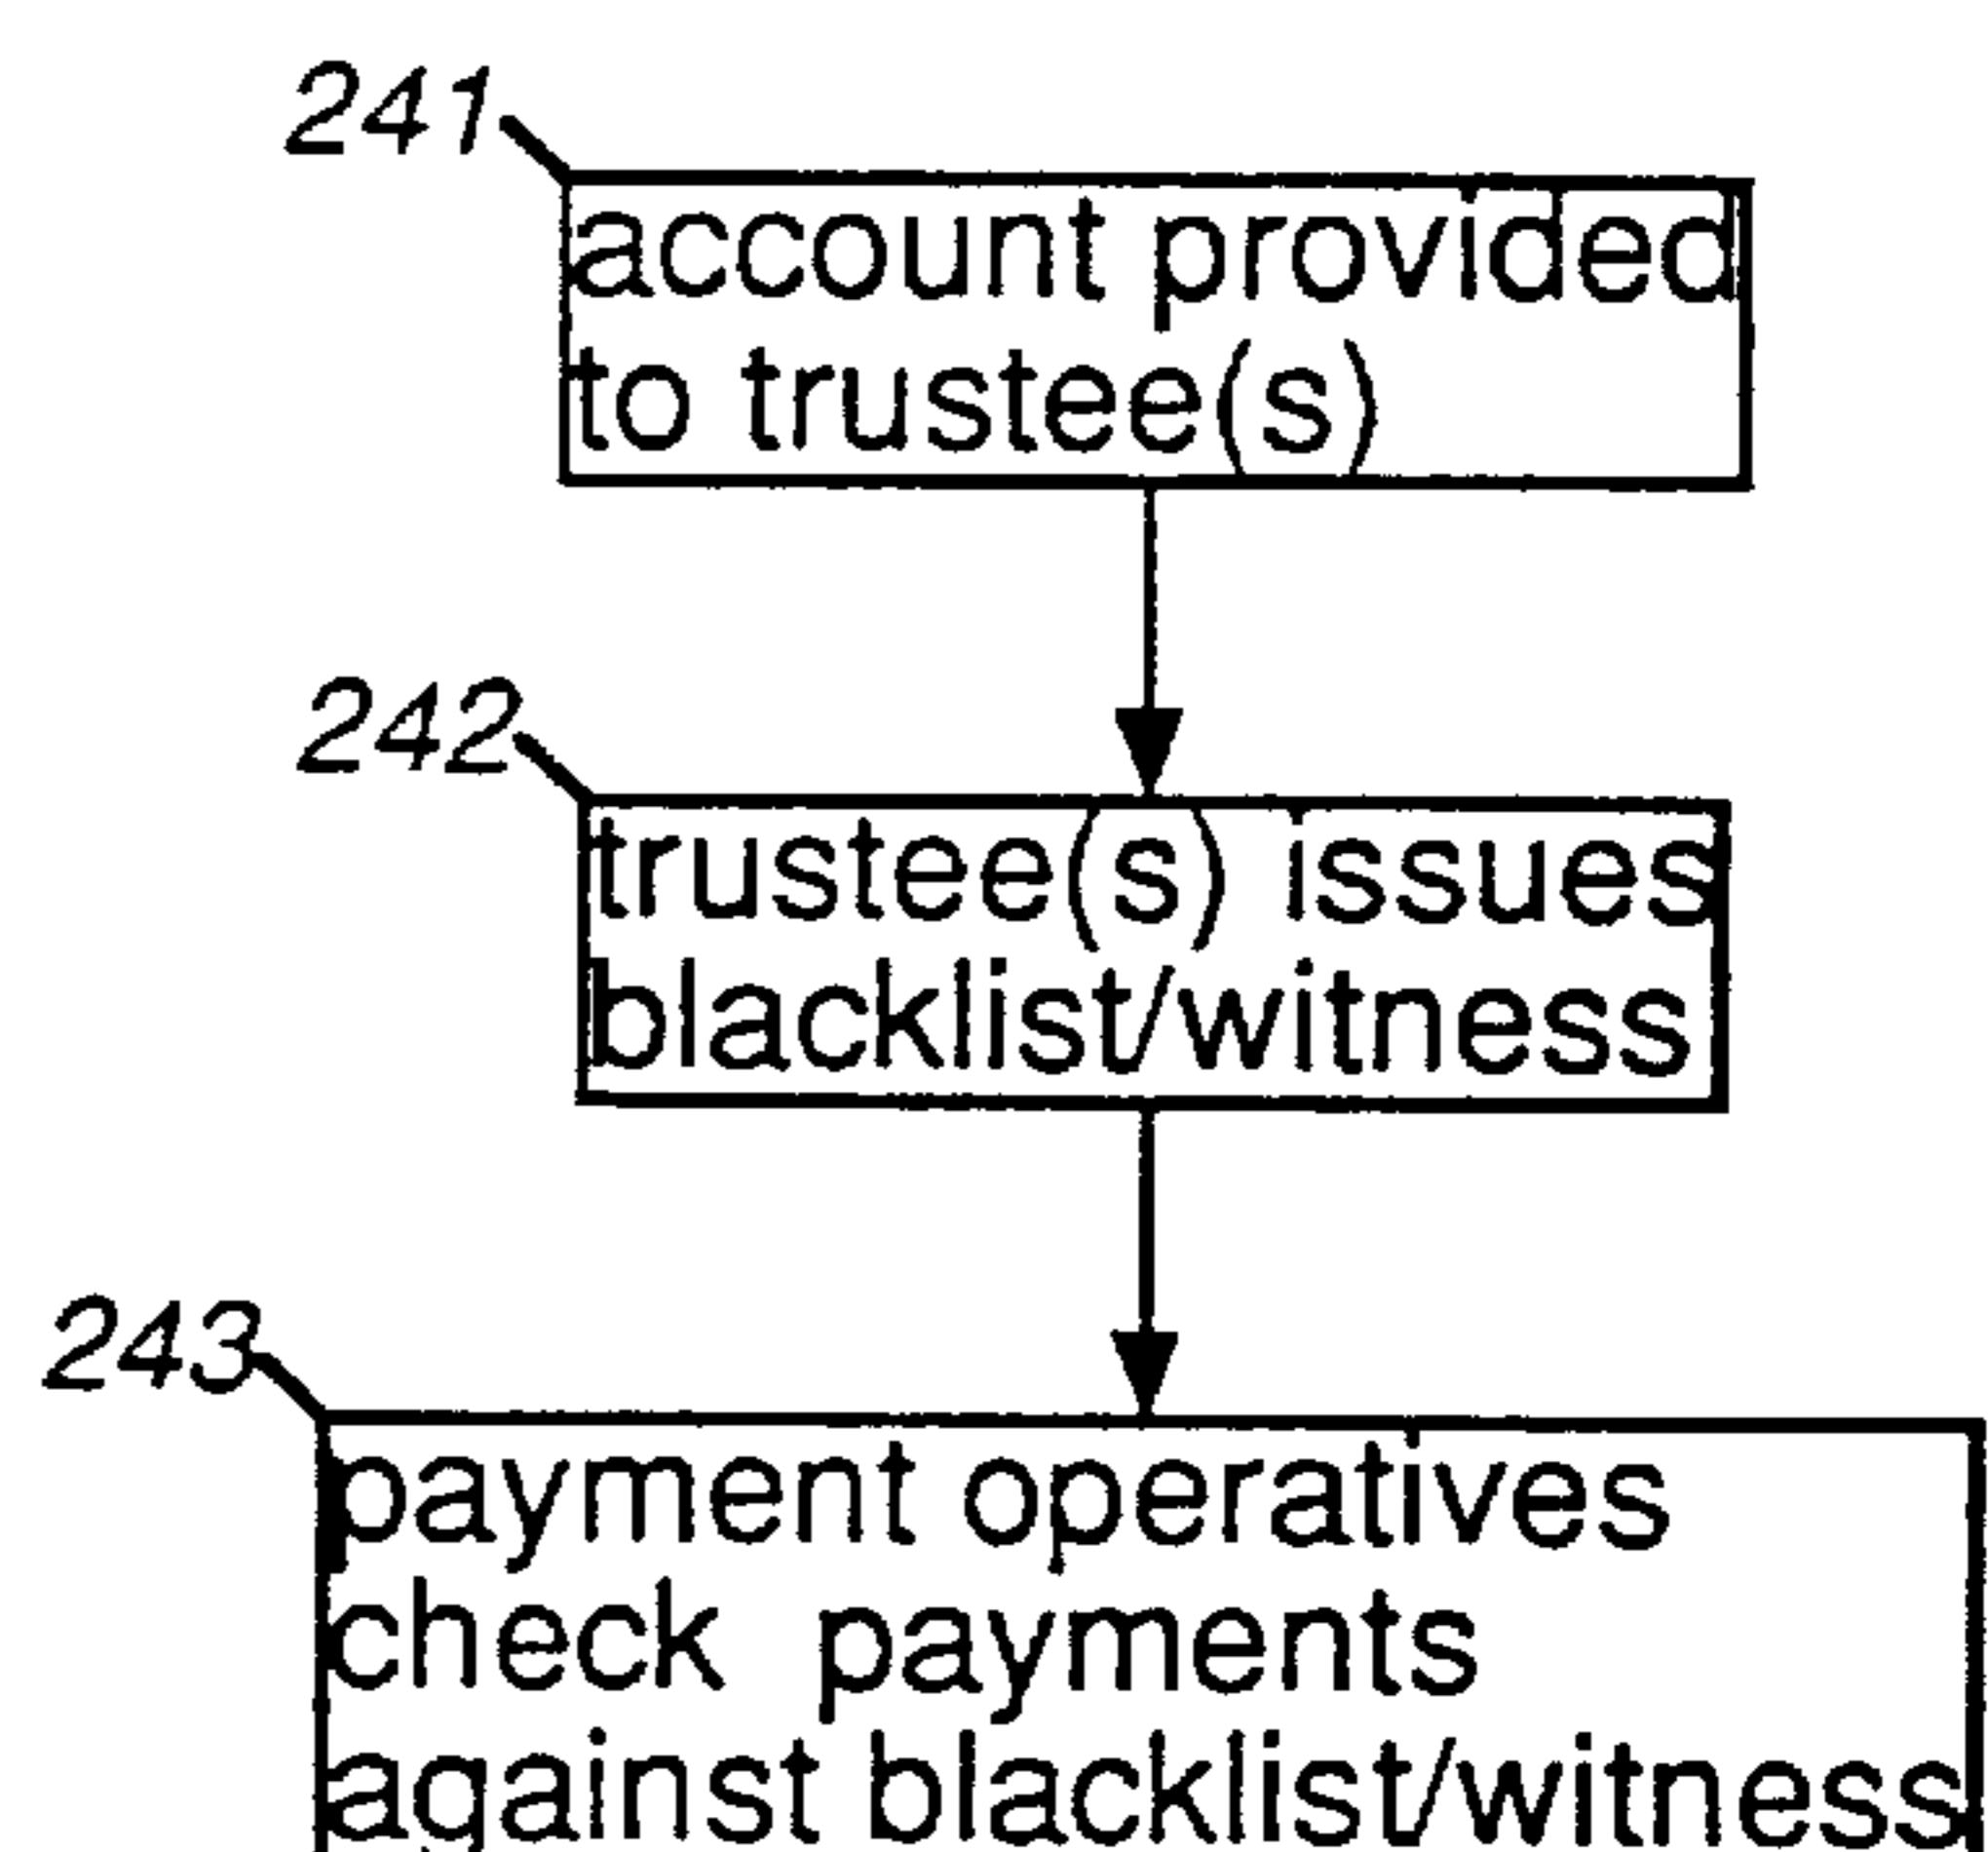 241
account provided
to trustee(s)
242
trustee(s) issues
blacklist/witness
243
payment operatives
check payments
against blacklist/witness